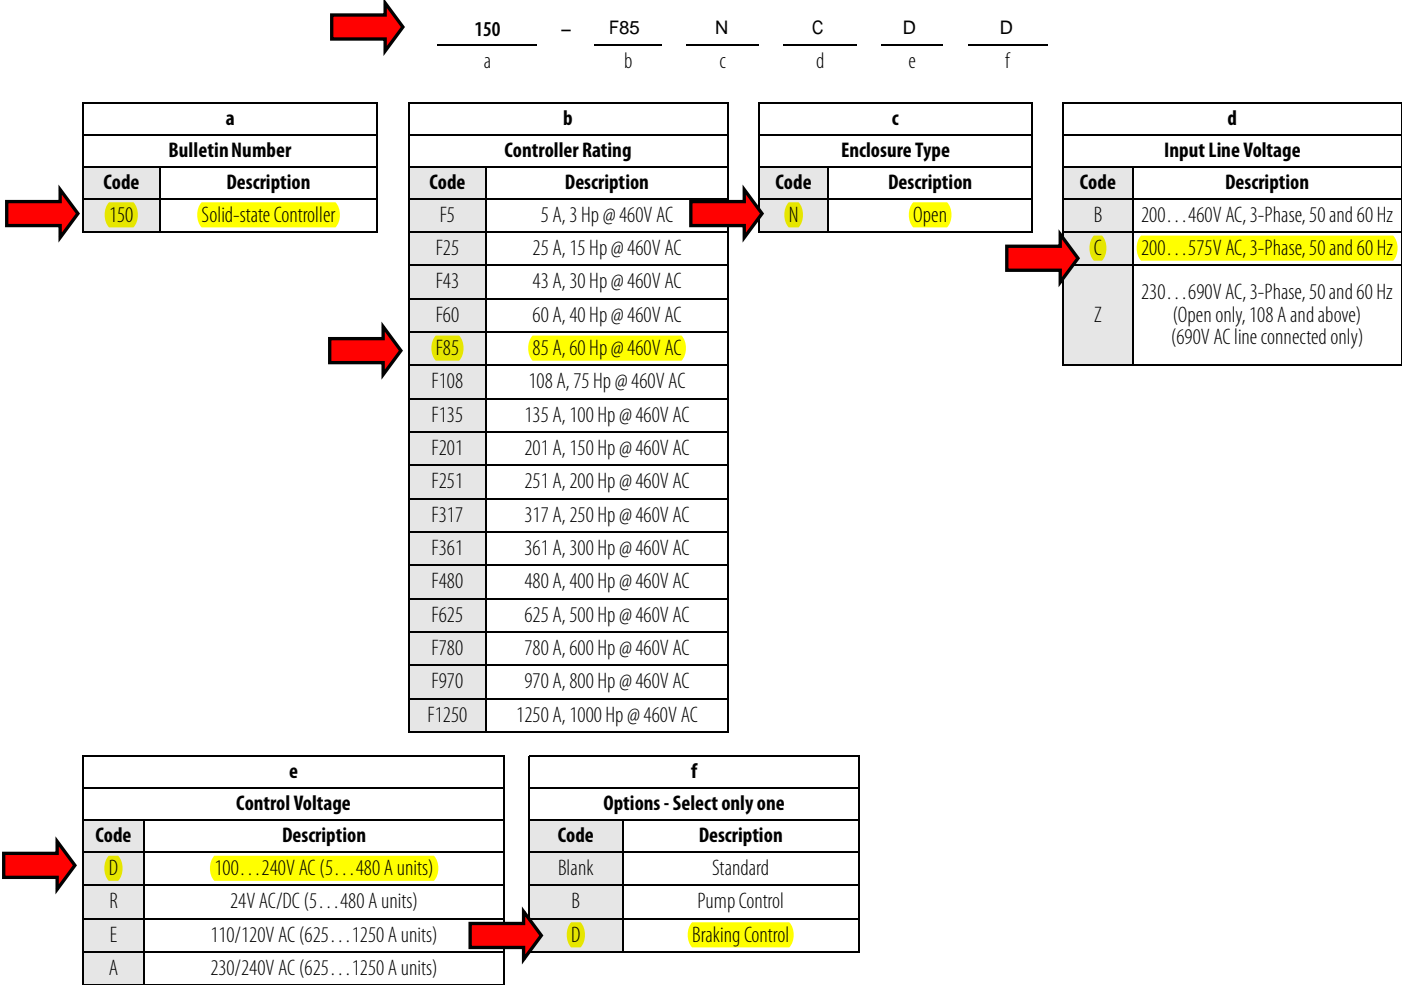 150 – F85 N C D D
a b c d e f
a
Bulletin Number
Code Description
150 Solid-state Controller
b
Controller Rating
Code Description
F5 5 A, 3 Hp @ 460V AC
F25 25 A, 15 Hp @ 460V AC
F43 43 A, 30 Hp @ 460V AC
F60 60 A, 40 Hp @ 460V AC
F85 85 A, 60 Hp @ 460V AC
F108 108 A, 75 Hp @ 460V AC
F135 135 A, 100 Hp @ 460V AC
F201 201 A, 150 Hp @ 460V AC
F251 251 A, 200 Hp @ 460V AC
F317 317 A, 250 Hp @ 460V AC
F361 361 A, 300 Hp @ 460V AC
F480 480 A, 400 Hp @ 460V AC
F625 625 A, 500 Hp @ 460V AC
F780 780 A, 600 Hp @ 460V AC
F970 970 A, 800 Hp @ 460V AC
F1250 1250 A, 1000 Hp @ 460V AC
c
Enclosure Type
Code Description
N Open
d
Input Line Voltage
Code Description
B 200...460V AC, 3-Phase, 50 and 60 Hz
C 200...575V AC, 3-Phase, 50 and 60 Hz
Z 230...690V AC, 3-Phase, 50 and 60 Hz
(Open only, 108 A and above)
(690V AC line connected only)
e
Control Voltage
Code Description
D 100...240V AC (5...480 A units)
R 24V AC/DC (5...480 A units)
E 110/120V AC (625...1250 A units)
A 230/240V AC (625...1250 A units)
f
Options - Select only one
Code Description
Blank Standard
B Pump Control
D Braking Control